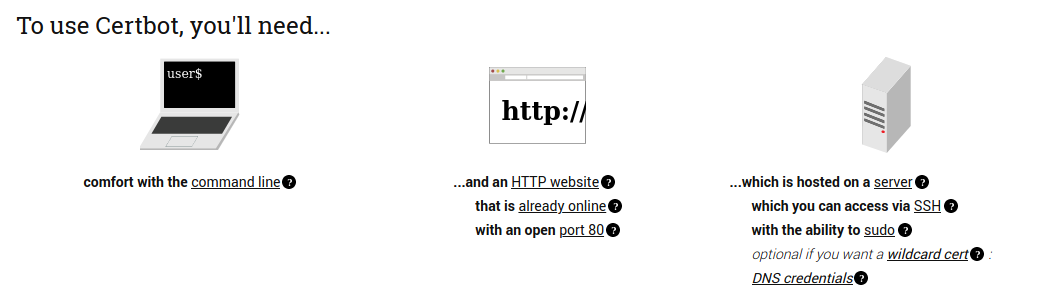 To use Certbot, you'll need...
user$
http://
comfort with the command line ?
...and an HTTP website ?
that is already online ?
with an open port 80 ?
...which is hosted on a server ?
which you can access via SSH ?
with the ability to sudo ?
optional if you want a wildcard cert ? :
DNS credentials ?